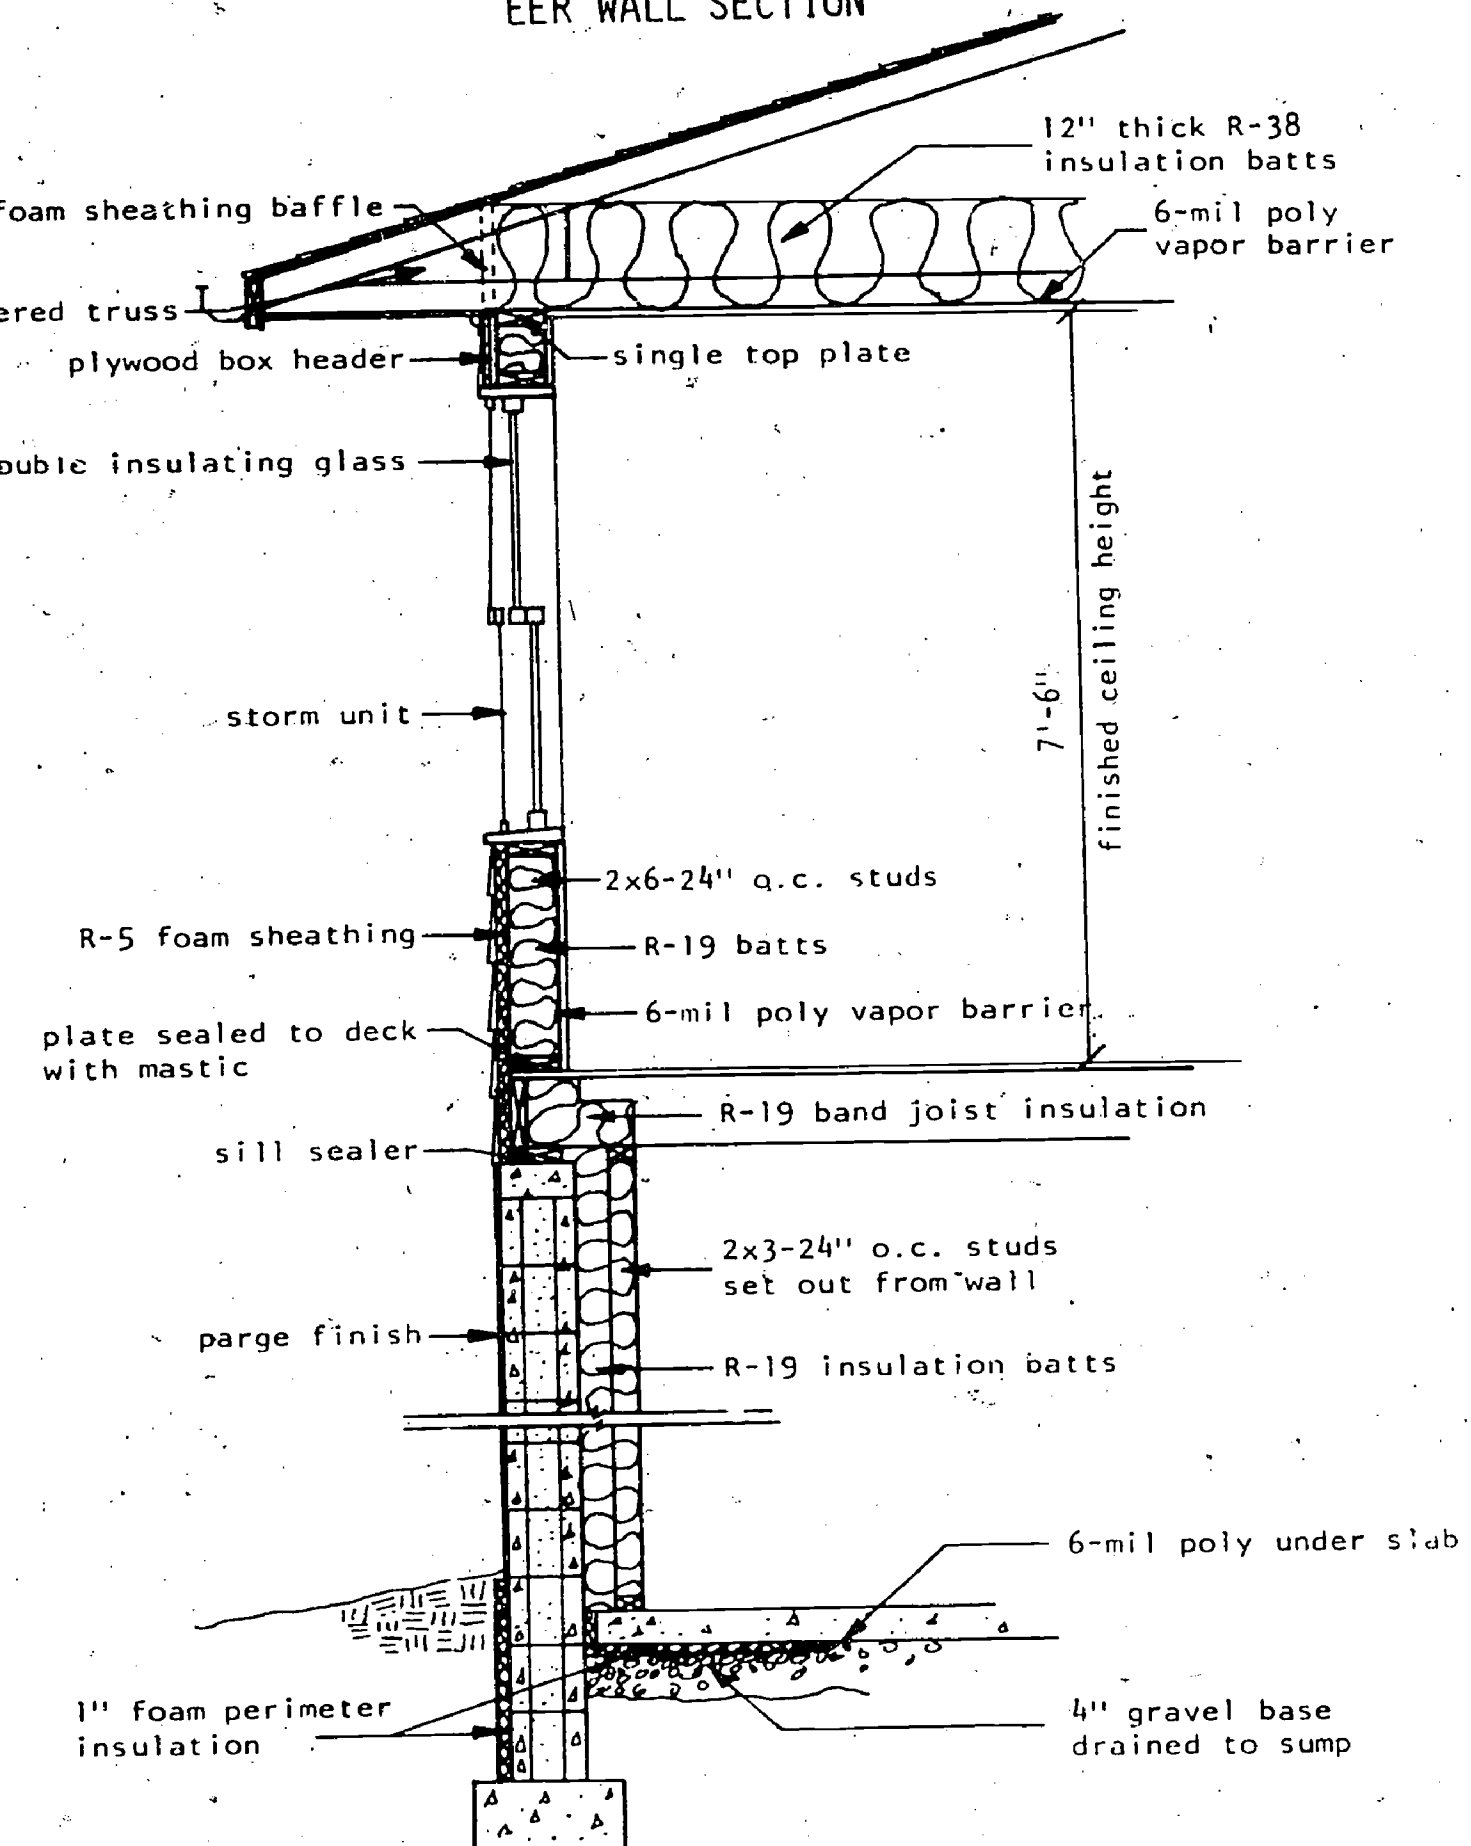 EER WALL SECTION
12" thick R-38
insulation batts
foam sheathing baffle
6-mil poly
vapor barrier
ered truss
plywood box header
single top plate
ouble insulating glass
finished ceiling height
7'-6"
storm unit
2x6-24" o.c. studs
R-5 foam sheathing
R-19 batts
6-mil poly vapor barrier
plate sealed to deck
with mastic
R-19 band joist insulation
sill sealer
2x3-24" o.c. studs
set out from wall
parge finish
R-19 insulation batts
6-mil poly under slab
1" foam perimeter
insulation
4" gravel base
drained to sump